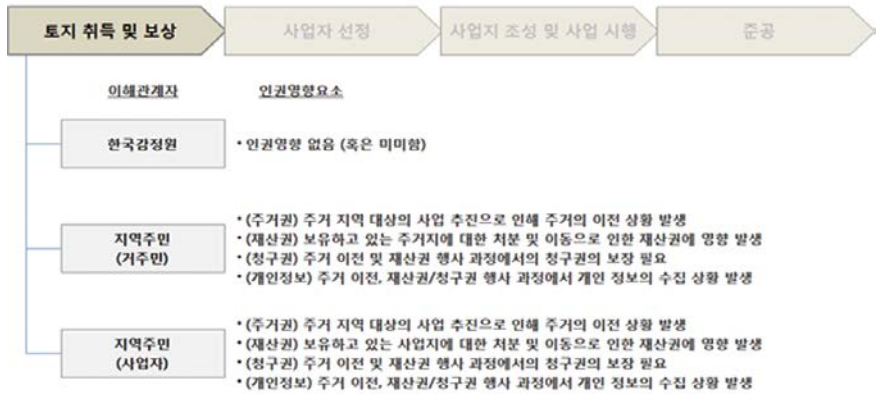 토지 취득 및 보상
사업자 선정
사업지 조성 및 사업 시행
준공
이해관계자
인권영향요소
한국감정원
• 인권영향 없음 (혹은 미미함)
지역주민
(거주민)
• (주거권) 주거 지역 대상의 사업 추진으로 인해 주거의 이전 상황 발생
• (재산권) 보유하고 있는 주거지에 대한 처분 및 이동으로 인한 재산권에 영향 발생
• (청구권) 주거 이전 및 재산권 행사 과정에서의 청구권의 보장 필요
• (개인정보) 주거 이전, 재산권/청구권 행사 과정에서 개인 정보의 수집 상황 발생
지역주민
(사업자)
• (주거권) 주거 지역 대상의 사업 추진으로 인해 주거의 이전 상황 발생
• (재산권) 보유하고 있는 사업지에 대한 처분 및 이동으로 인한 재산권에 영향 발생
• (청구권) 주거 이전 및 재산권 행사 과정에서의 청구권의 보장 필요
• (개인정보) 주거 이전, 재산권/청구권 행사 과정에서 개인 정보의 수집 상황 발생